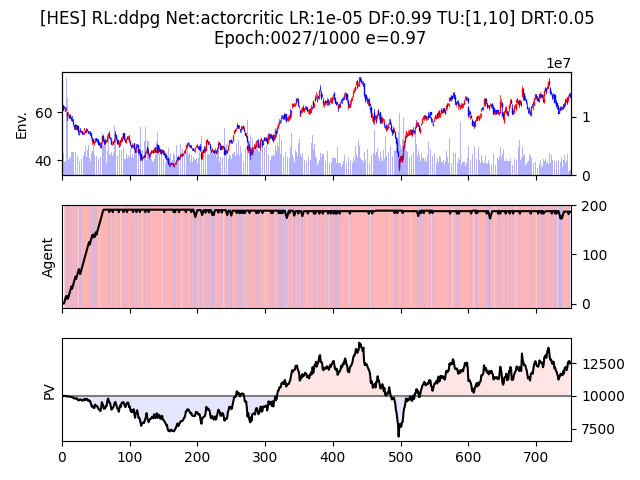 [HES] RL:ddpg Net:actorcritic LR:1e-05 DF:0.99 TU:[1,10] DRT:0.05
Epoch:0027/1000 e=0.97
1e7
Env.
60
40
1
0
Agent
200
100
0
PV
12500
10000
7500
0 100 200 300 400 500 600 700